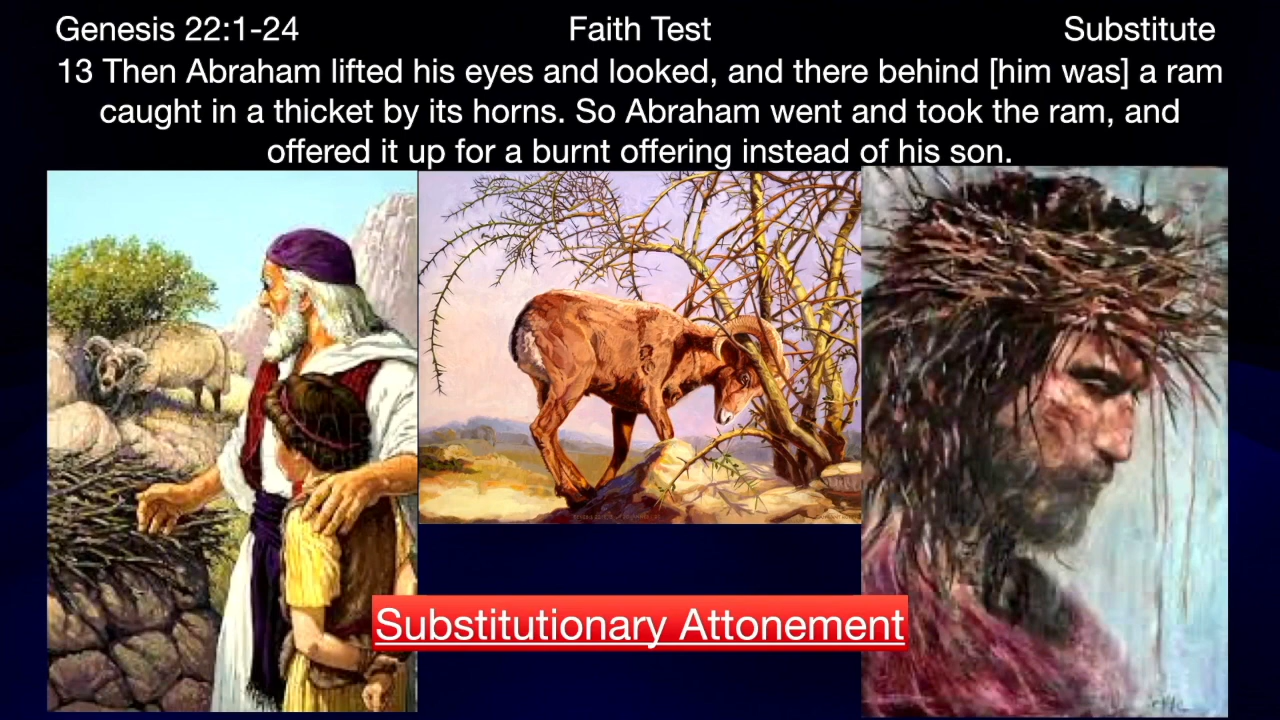 Genesis 22:1-24 Faith Test Substitute
13 Then Abraham lifted his eyes and looked, and there behind [him was] a ram
caught in a thicket by its horns. So Abraham went and took the ram, and
offered it up for a burnt offering instead of his son.
Substitutionary Attonement